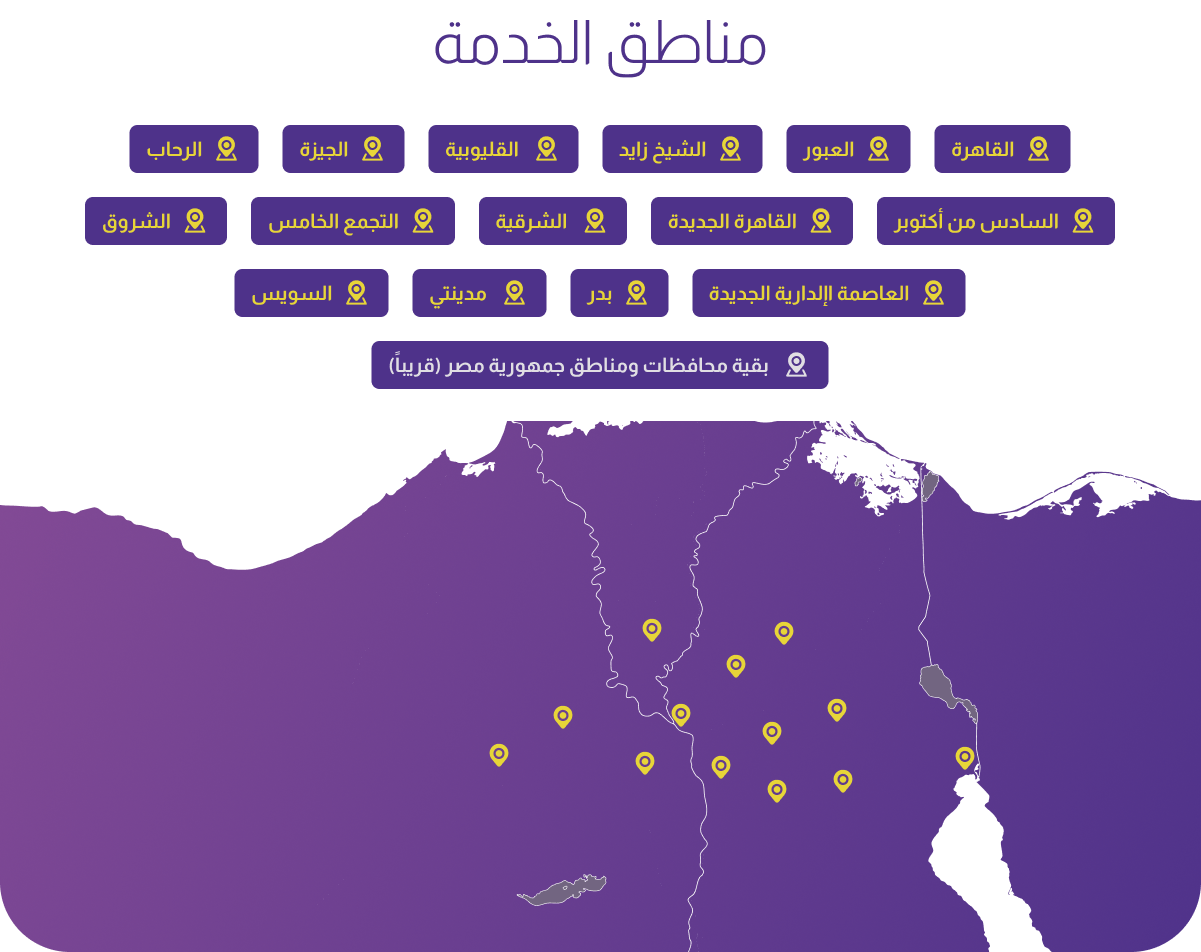 مناطق الخدمة
القاهرة العبور الشيخ زايد القليوبية الجيزة الرحاب
السادس من أكتوبر القاهرة الجديدة الشرقية التجمع الخامس الشروق
العاصمة اإلدارية الجديدة بدر مدينتي السويس
بقية محافظات ومناطق جمهورية مصر (قريباً)